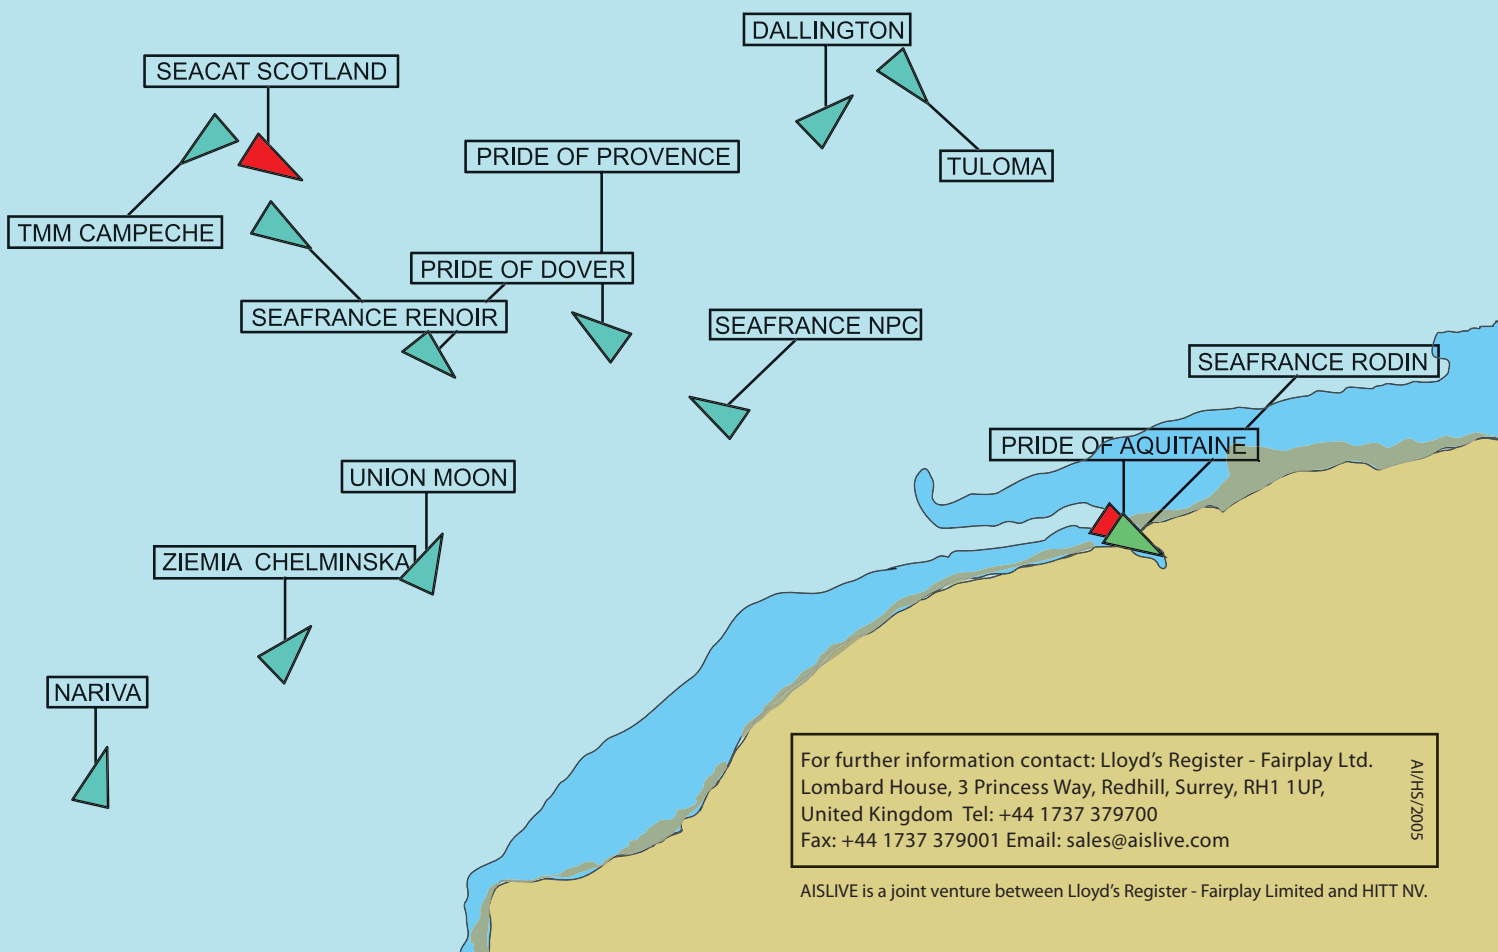 DALLINGTON
SEACAT SCOTLAND
PRIDE OF PROVENCE
TULOMA
TMM CAMPECHE
PRIDE OF DOVER
SEAFRANCE RENOIR
SEAFRANCE NPC
SEAFRANCE RODIN
PRIDE OF AQUITAINE
UNION MOON
ZIEMIA CHELMINSKA
NARIVA
For further information contact: Lloyd's Register - Fairplay Ltd.
Lombard House, 3 Princess Way, Redhill, Surrey, RH1 1UP,
United Kingdom Tel: +44 1737 379700
Fax: +44 1737 379001 Email: sales@aislive.com
AI/HS/2005
AISLIVE is a joint venture between Lloyd's Register - Fairplay Limited and HITT NV.